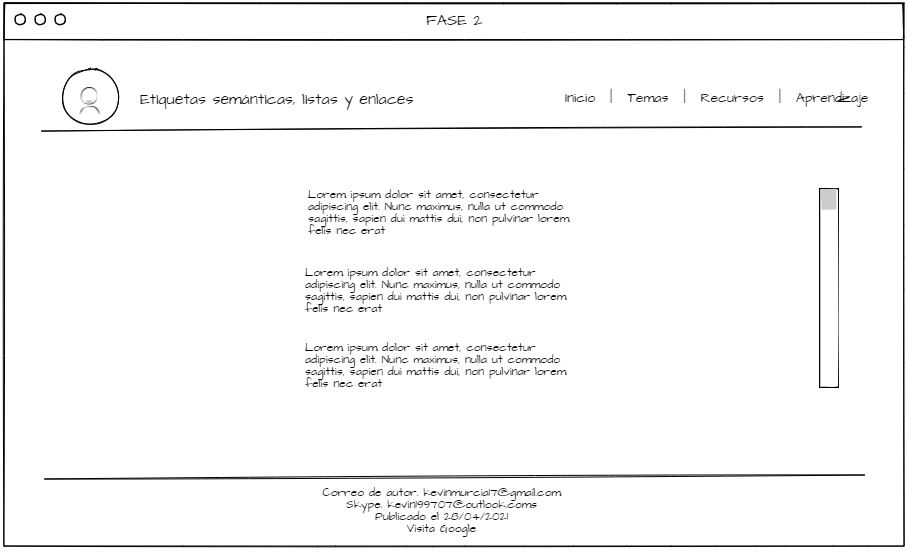 FASE 2
Etiquetas semánticas, listas y enlaces
Inicio | Temas | Recursos | Aprendizaje
Lorem ipsum dolor sit amet, consectetur
adipiscing elit. Nunc maximus, nulla ut commodo
sagittis, sapien dui mattis dui, non pulvinar lorem
felis nec erat
Lorem ipsum dolor sit amet, consectetur
adipiscing elit. Nunc maximus, nulla ut commodo
sagittis, sapien dui mattis dui, non pulvinar lorem
felis nec erat
Lorem ipsum dolor sit amet, consectetur
adipiscing elit. Nunc maximus, nulla ut commodo
sagittis, sapien dui mattis dui, non pulvinar lorem
felis nec erat
Correo de autor. kevinmurcia17@gmail.com
Skype. kevin199707@outlook.coms
Publicado el 28/04/2021
Visita Google